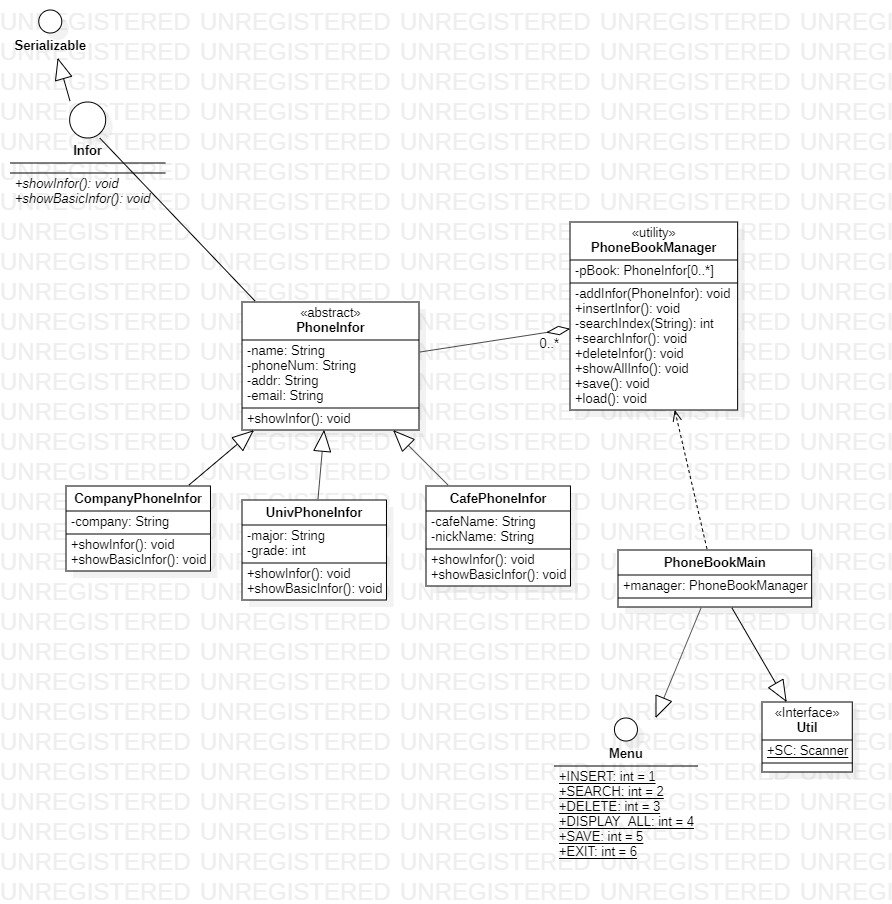 Serializable
Infor
+showInfor(): void
+showBasicInfor(): void
«utility»
PhoneBookManager
-pBook: PhoneInfor[0..*]
-addInfor(PhoneInfor): void
+insertInfor(): void
-searchIndex(String): int
+searchInfor(): void
+deleteInfor(): void
+showAllInfo(): void
+save(): void
+load(): void
0..*
«abstract»
PhoneInfor
-name: String
-phoneNum: String
-addr: String
-email: String
+showInfor(): void
CompanyPhoneInfor
-company: String
+showInfor(): void
+showBasicInfor(): void
UnivPhoneInfor
-major: String
-grade: int
+showInfor(): void
+showBasicInfor(): void
CafePhoneInfor
-cafeName: String
-nickName: String
+showInfor(): void
+showBasicInfor(): void
PhoneBookMain
+manager: PhoneBookManager
Menu
+INSERT: int = 1
+SEARCH: int = 2
+DELETE: int = 3
+DISPLAY_ALL: int = 4
+SAVE: int = 5
+EXIT: int = 6
«Interface»
Util
+SC: Scanner
UNREGISTERED